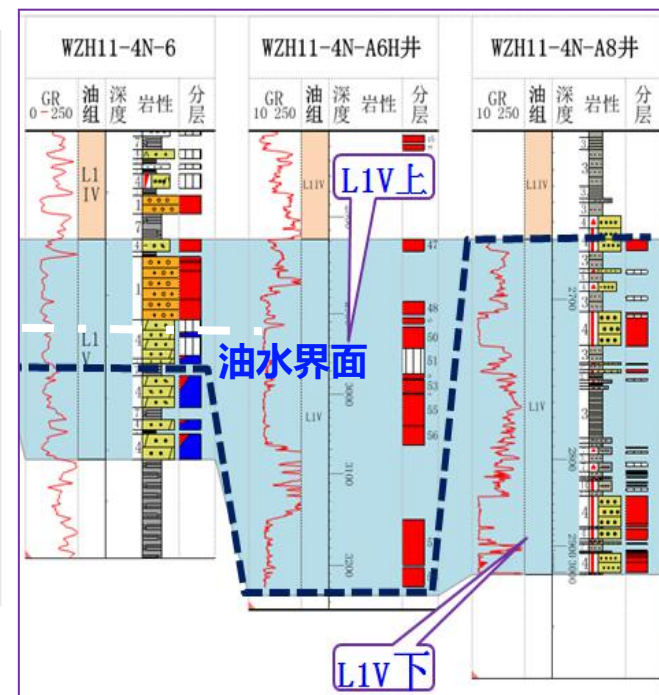 WZH11-4N-6
GR
0-250
油组
深度
岩性
分层
L1
IV
L1
V
WZH11-4N-A6H井
GR
10 250
油组
深度
岩性
分层
L1IV
L1V
47
48
50
51
53
55
56
3000
3100
3200
WZH11-4N-A8井
GR
10 250
油组
深度
岩性
分层
L1IV
L1V
2700
2800
2900
3000
L1V上
油水界面
L1V下